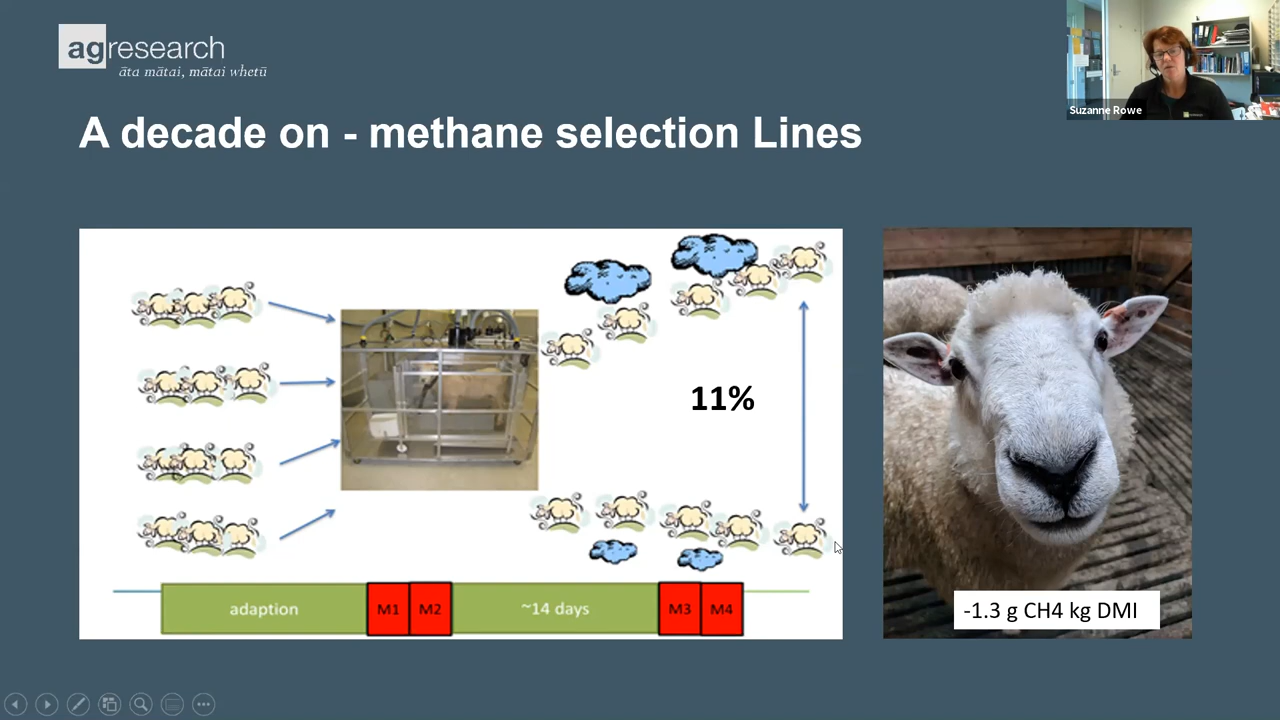 agresearch
āta mātai, mātai whetū
Suzanne Rowe
A decade on - methane selection Lines
11%
adaption
M1
M2
~14 days
M3
M4
-1.3 g CH4 kg DMI